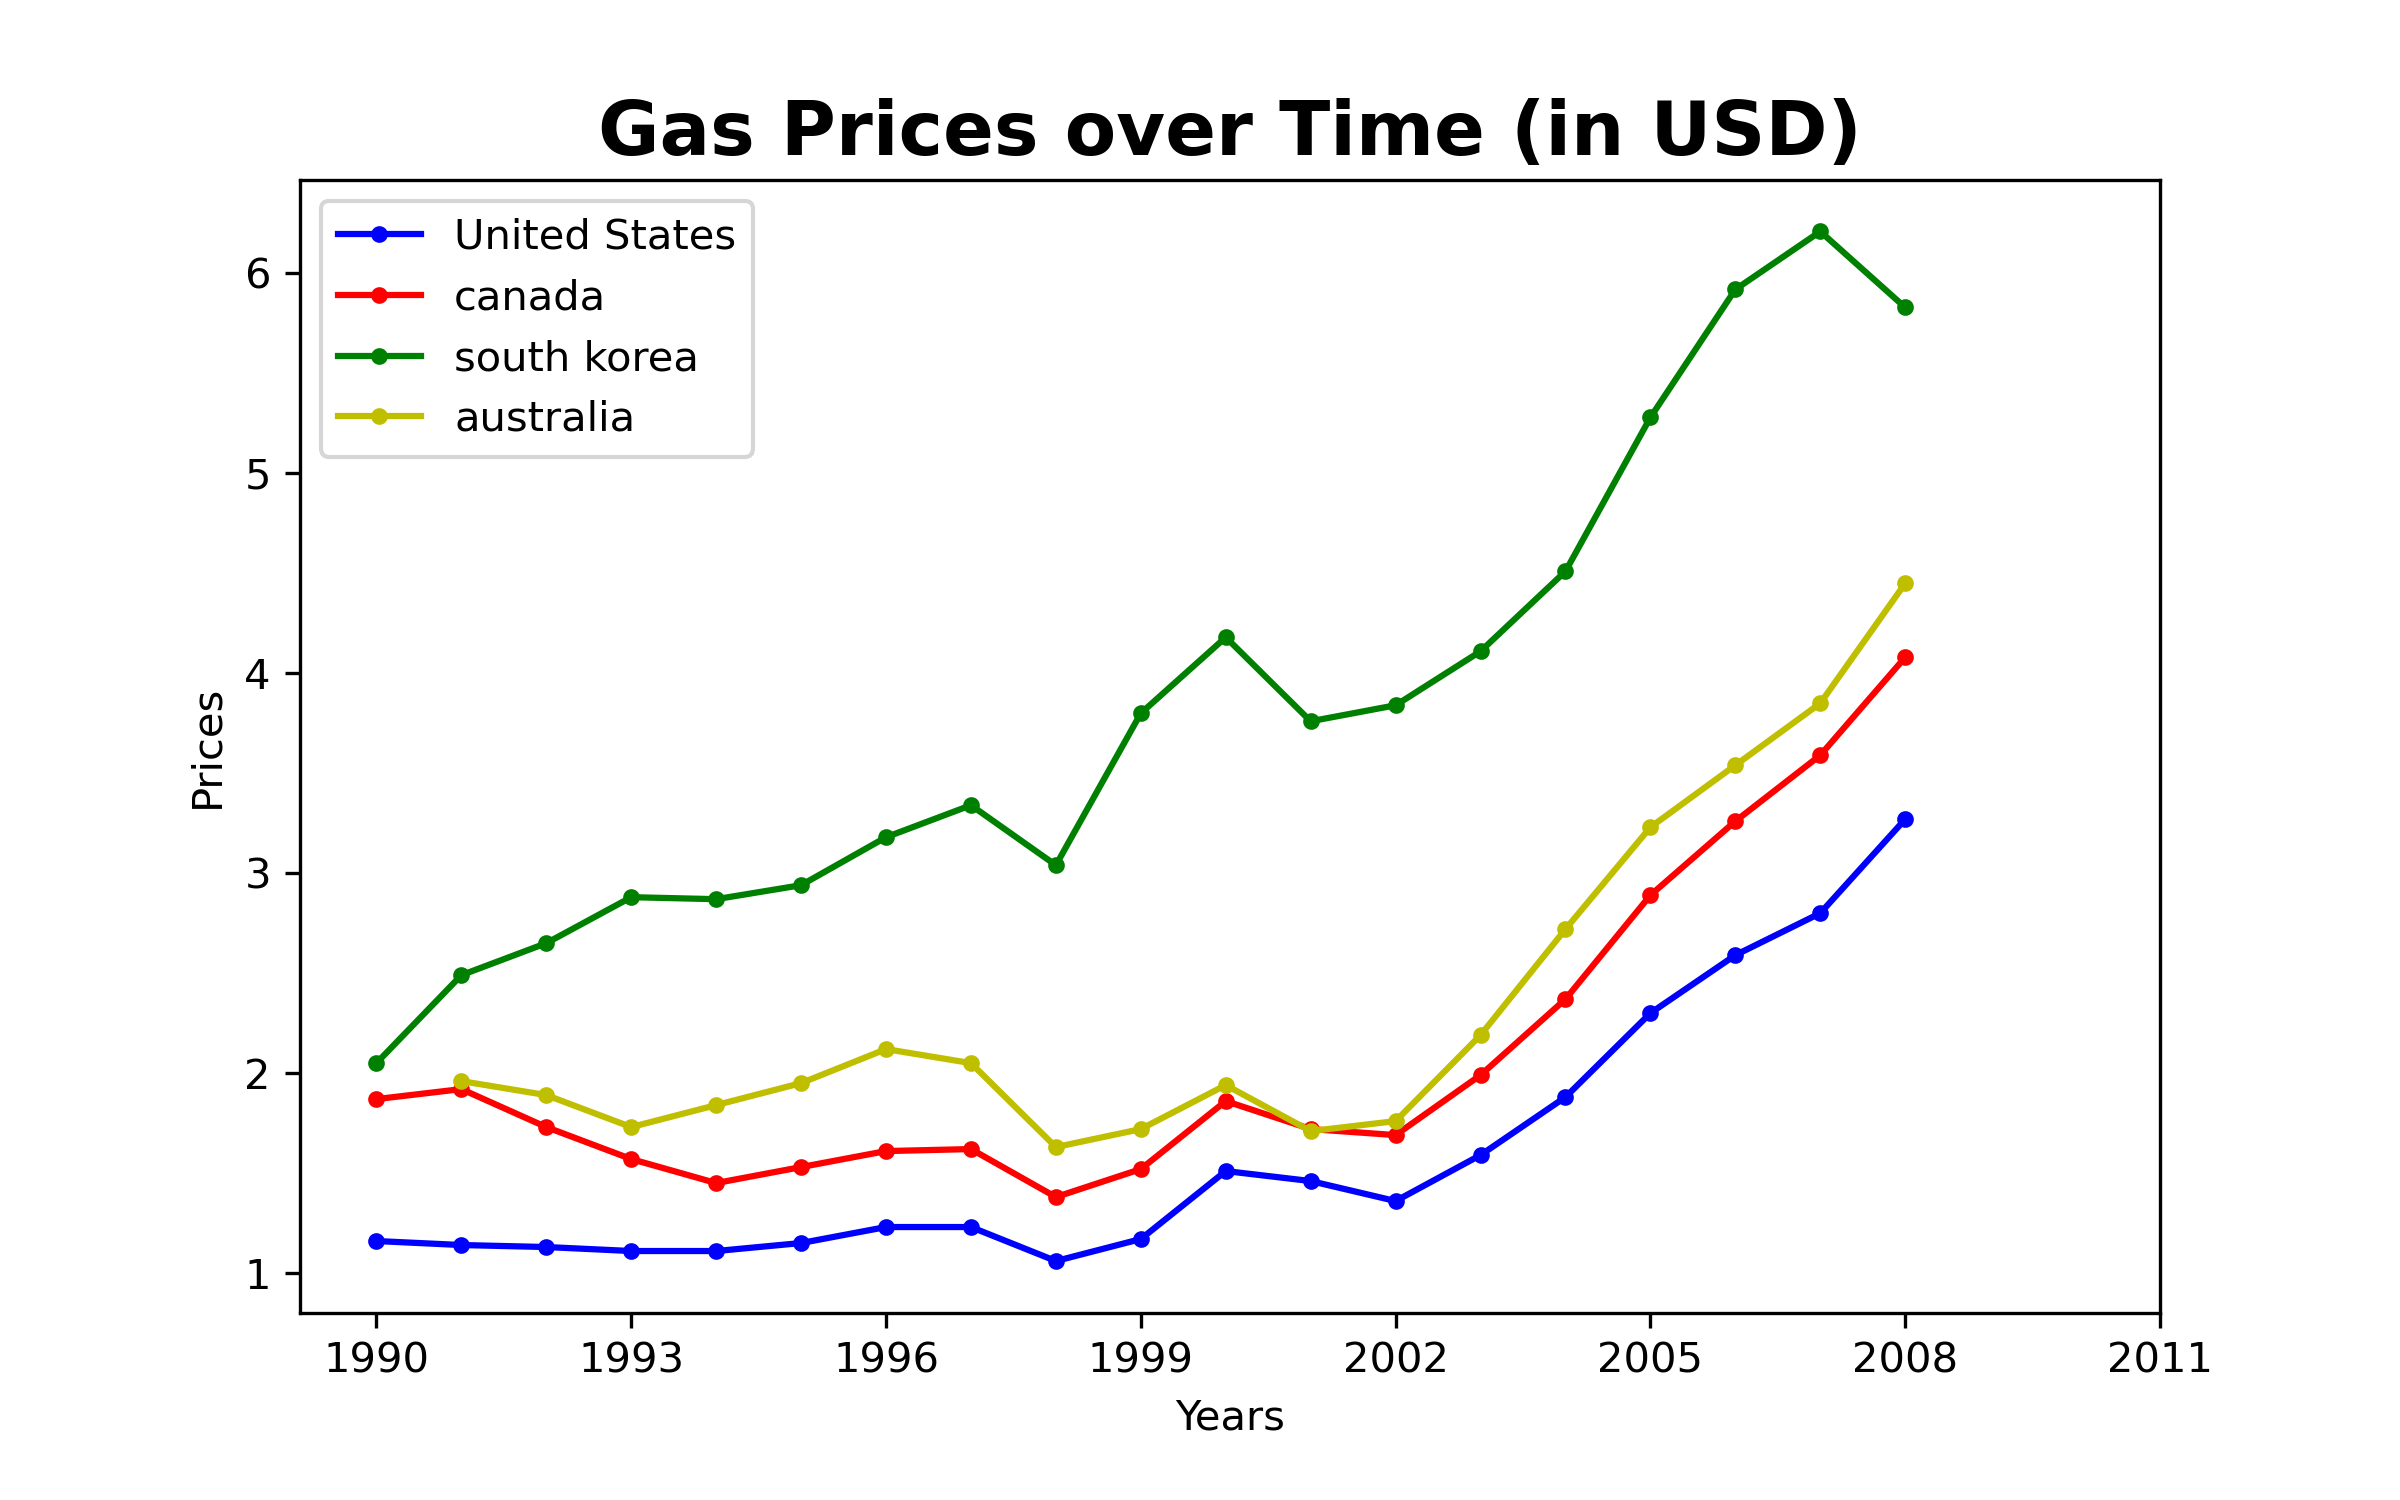 Gas Prices over Time (in USD)
United States
canada
south korea
australia
6
5
4
3
2
1
Prices
1990 1993 1996 1999 2002 2005 2008 2011
Years